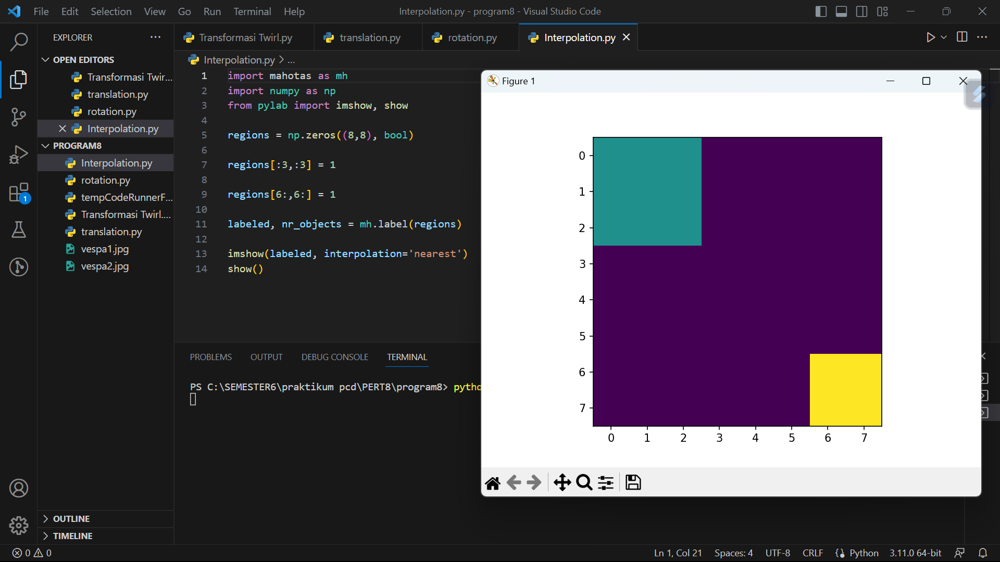 File Edit Selection View Go Run Terminal Help
Interpolation.py - program8 - Visual Studio Code
EXPLORER
OPEN EDITORS
Transformasi Twir...
translation.py
rotation.py
Interpolation.py
PROGRAM8
Interpolation.py
rotation.py
tempCodeRunnerF...
Transformasi Twirl....
translation.py
vespa1.jpg
vespa2.jpg
1
OUTLINE
TIMELINE
Transformasi Twirl.py translation.py rotation.py Interpolation.py
Interpolation.py > ...
1 import mahotas as mh
2 import numpy as np
3 from pylab import imshow, show
4
5 regions = np.zeros((8,8), bool)
6
7 regions[:3,:3] = 1
8
9 regions[6:,6:] = 1
10
11 labeled, nr_objects = mh.label(regions)
12
13 imshow(labeled, interpolation='nearest')
14 show()
PROBLEMS OUTPUT DEBUG CONSOLE TERMINAL
PS C:\SEMESTER6\praktikum pcd\PERT8\program8> pytho
Figure 1
0
1
2
3
4
5
6
7
0 1 2 3 4 5 6 7
0 0
Ln 1, Col 21 Spaces: 4 UTF-8 CRLF Python 3.11.0 64-bit